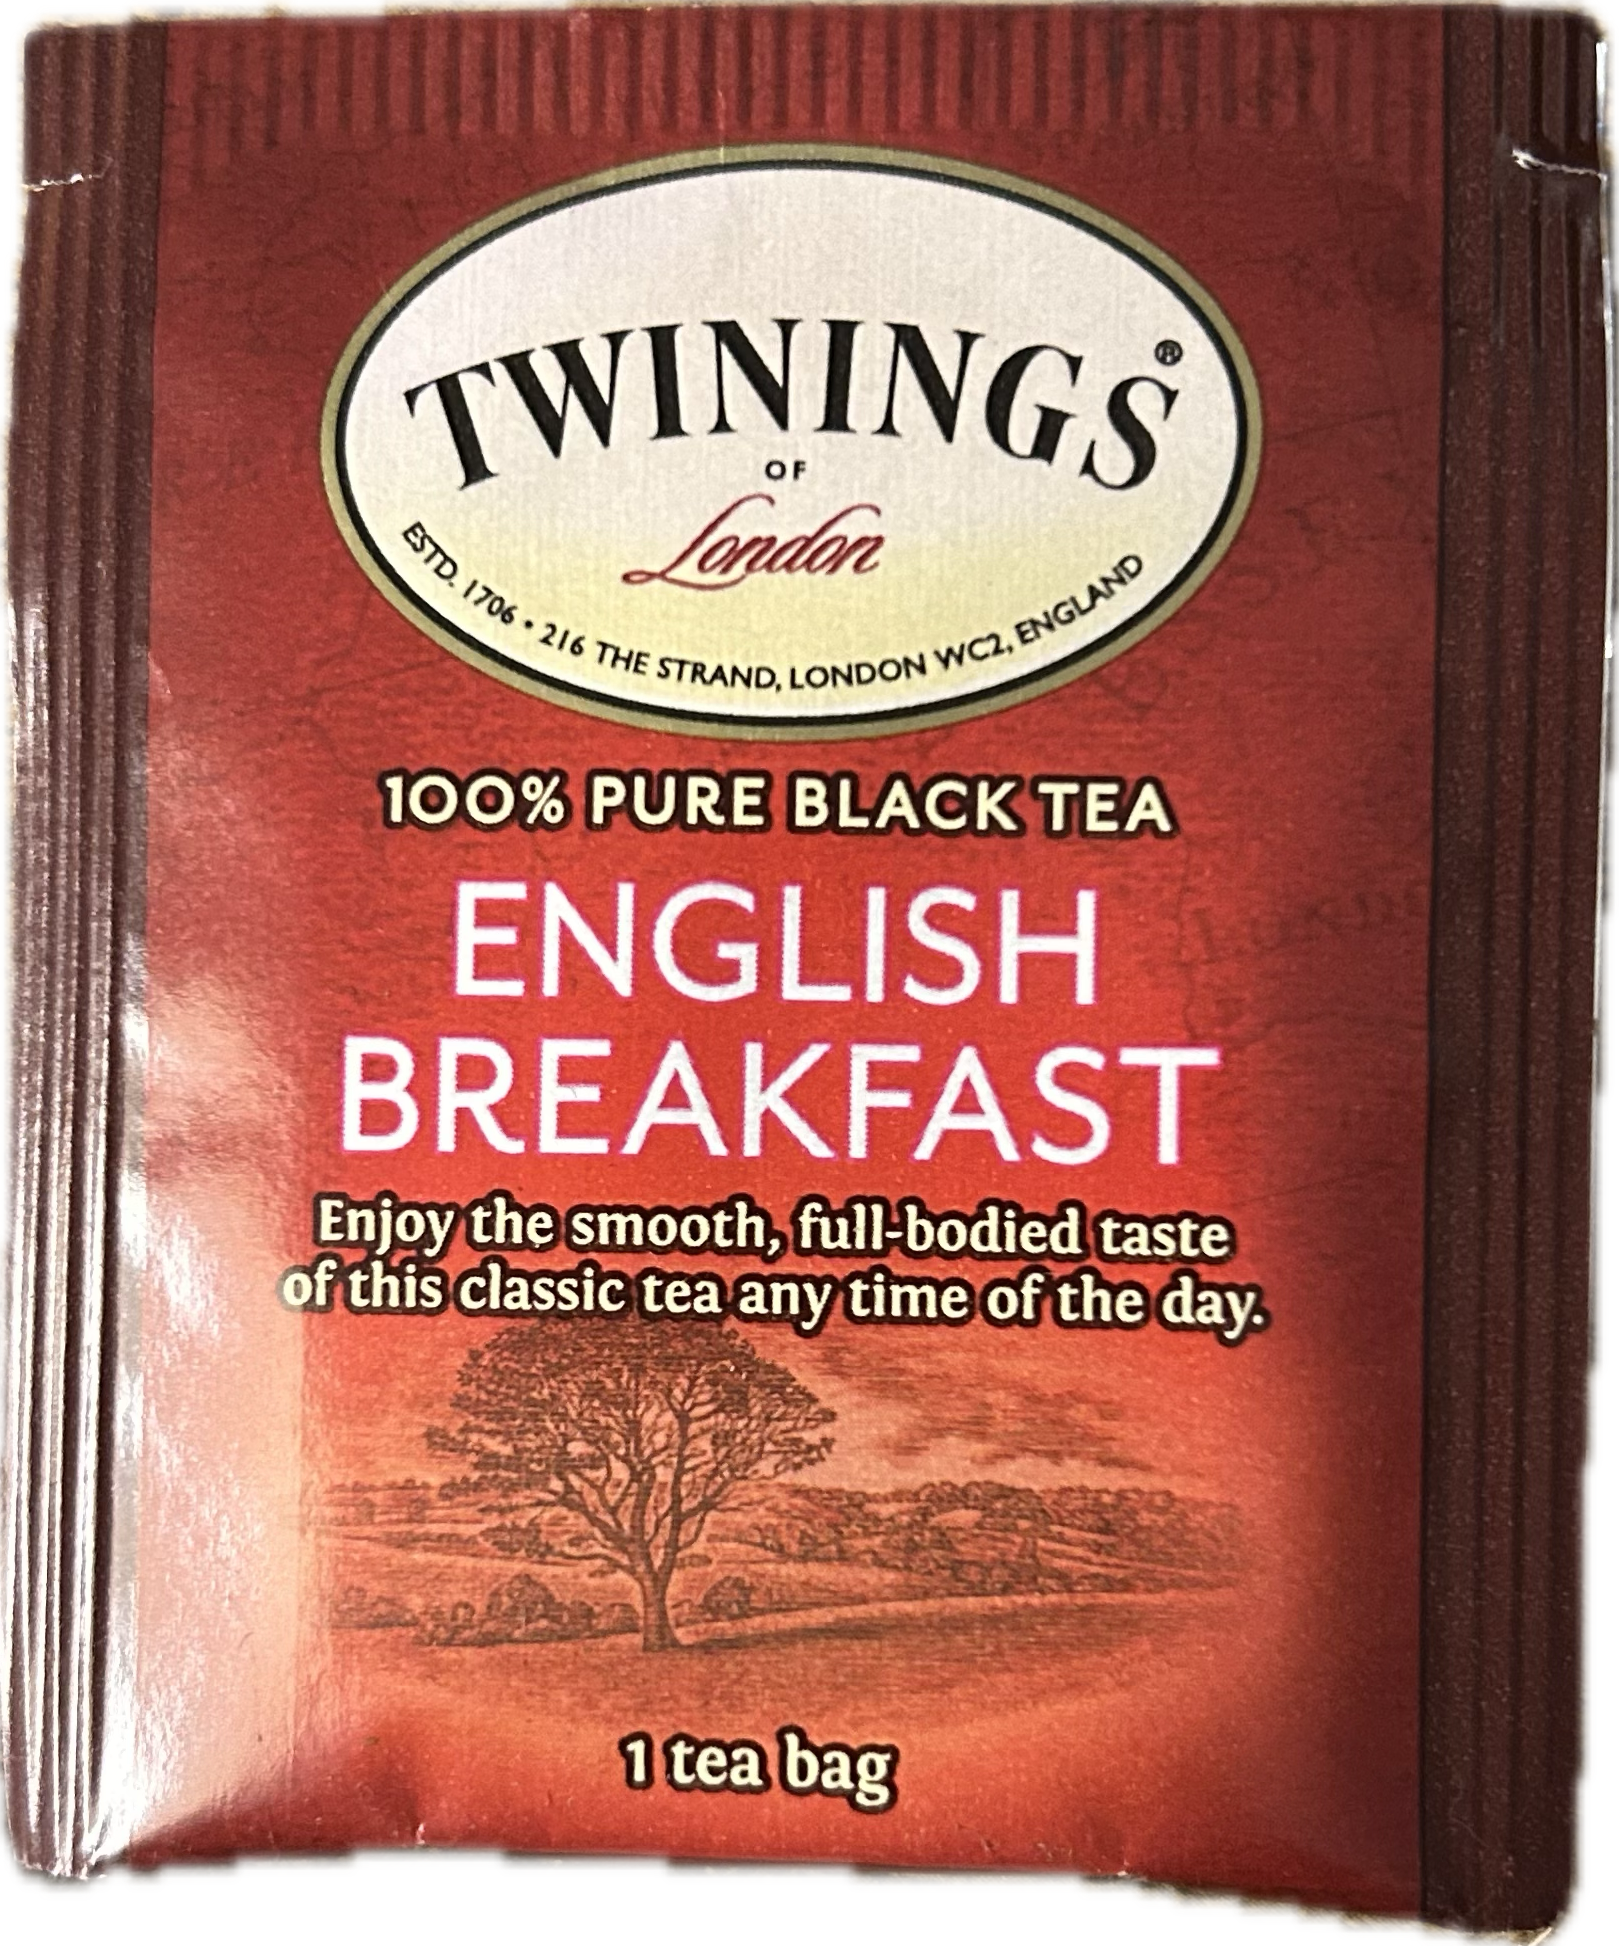 TWININGS®
OF
London
ESTD. 1706 • 216 THE STRAND, LONDON WC2, ENGLAND
100% PURE BLACK TEA
ENGLISH
BREAKFAST
Enjoy the smooth, full-bodied taste
of this classic tea any time of the day.
1 tea bag